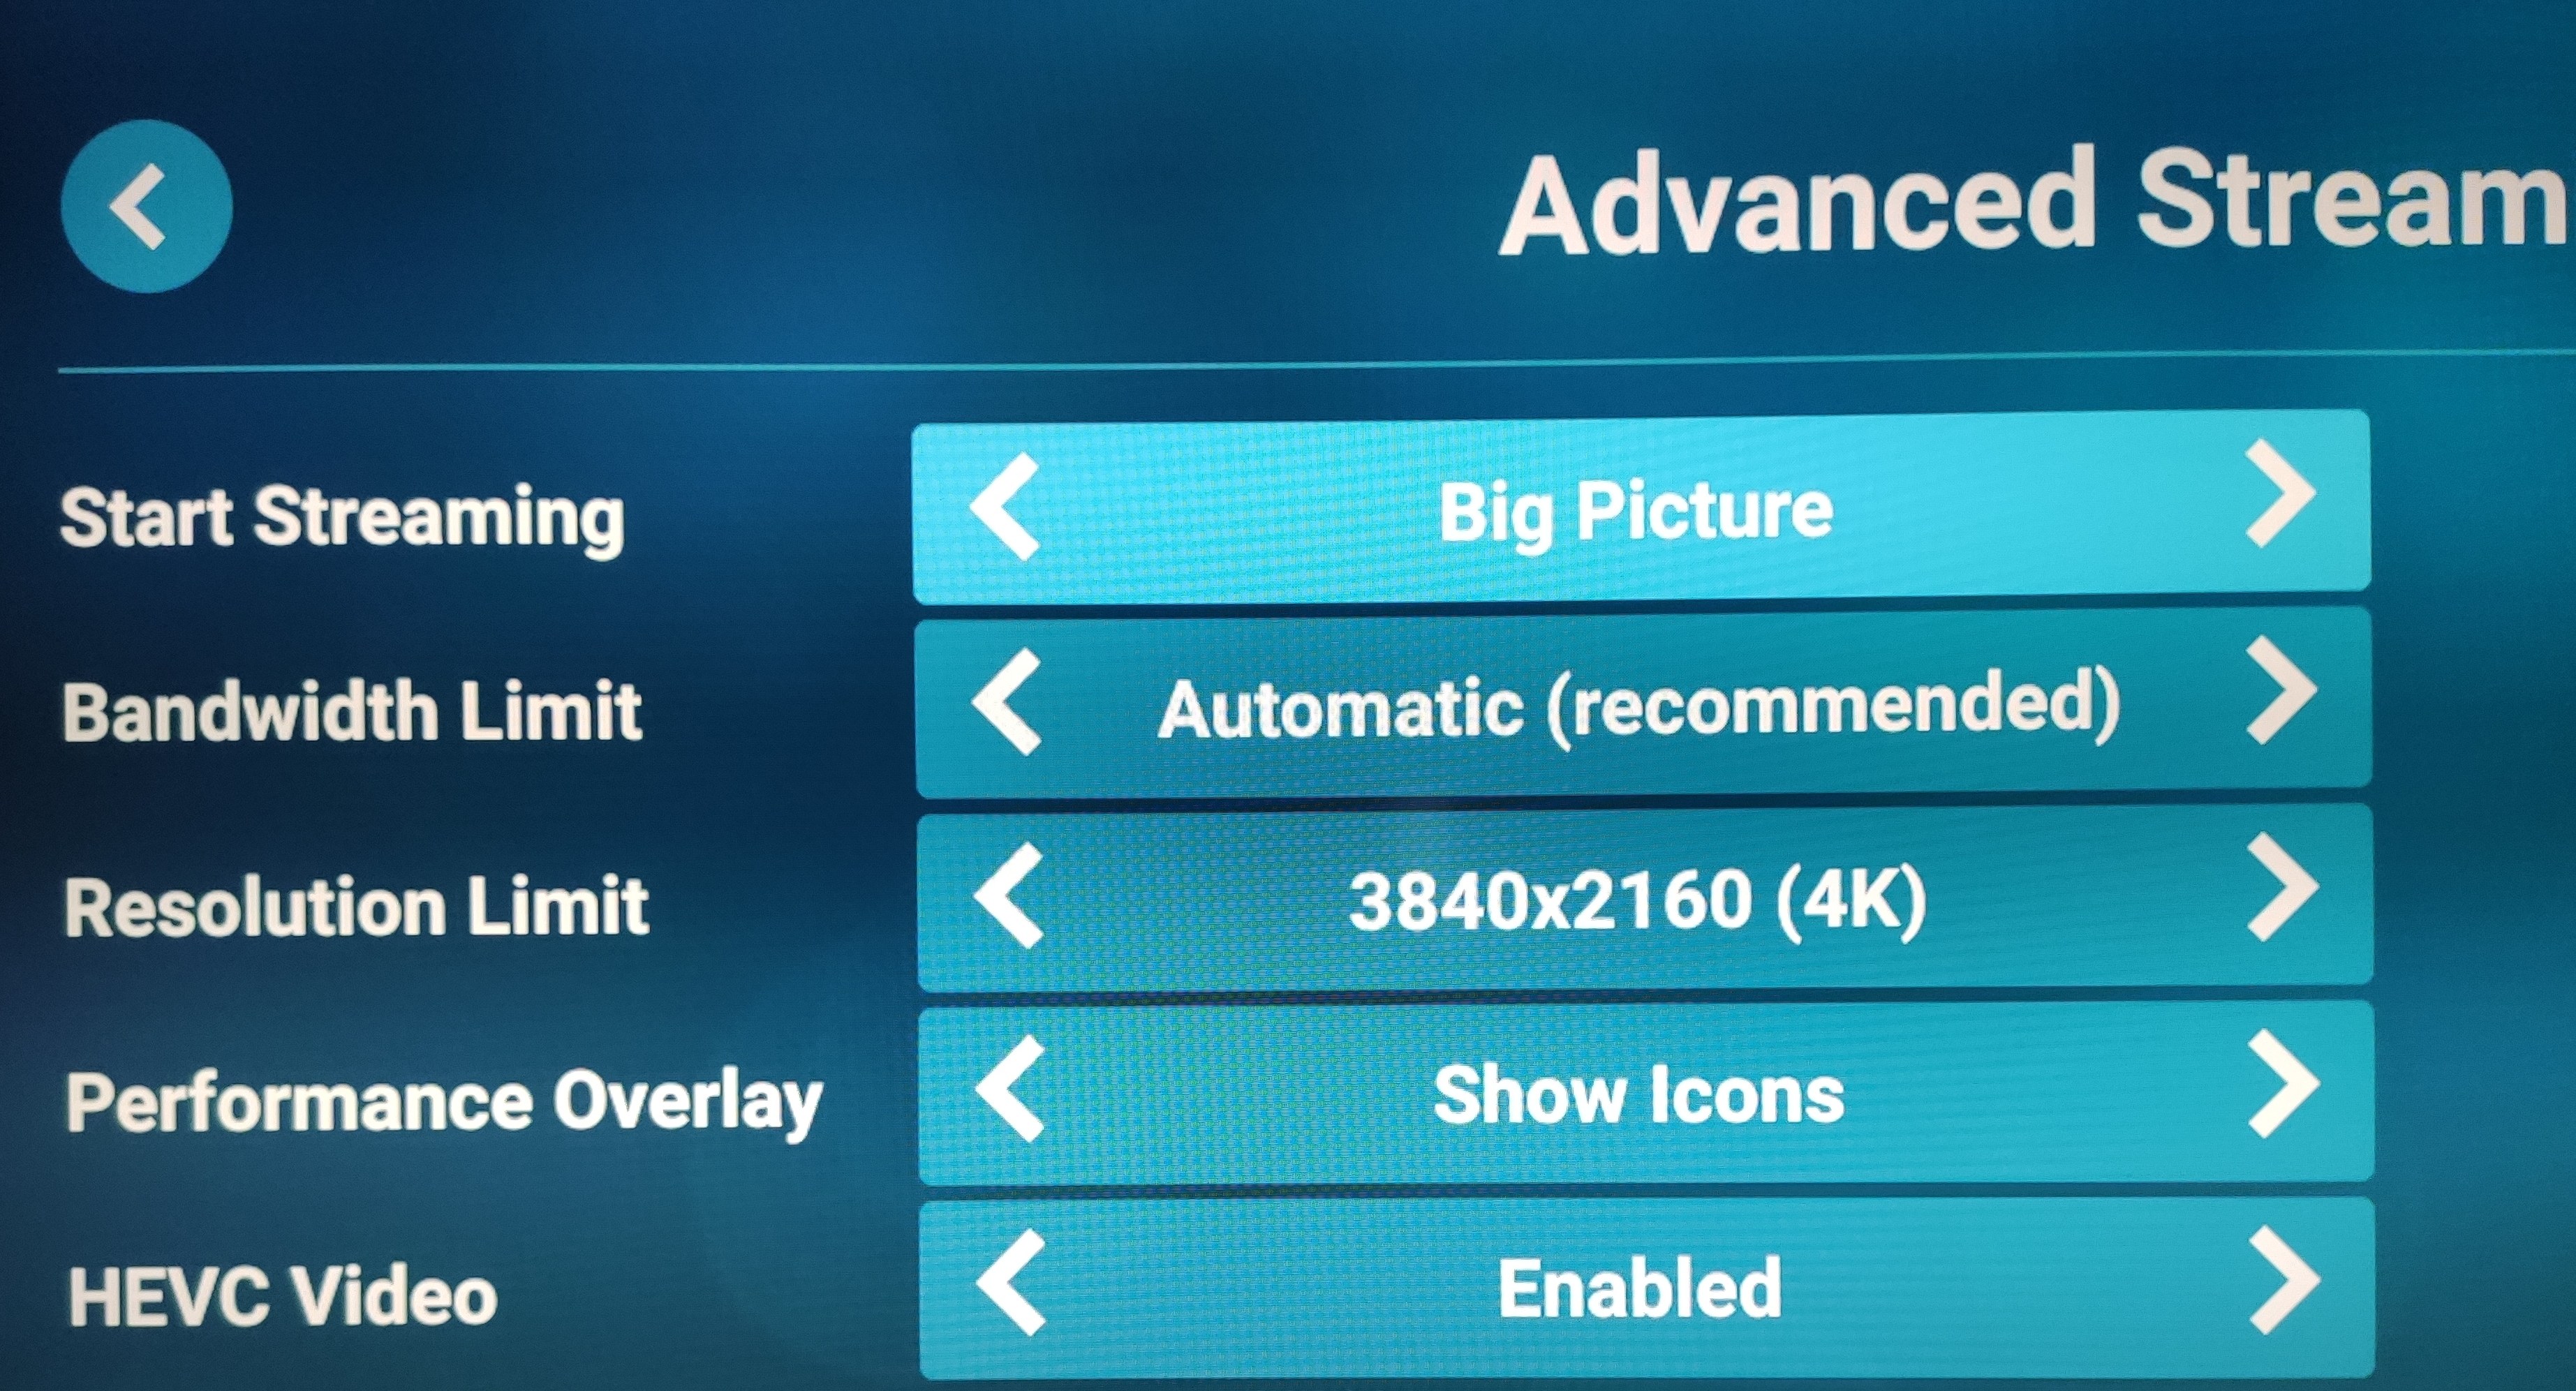 Advanced Stream
Start Streaming
Big Picture
Bandwidth Limit
Automatic (recommended)
Resolution Limit
3840x2160 (4K)
Performance Overlay
Show Icons
HEVC Video
Enabled